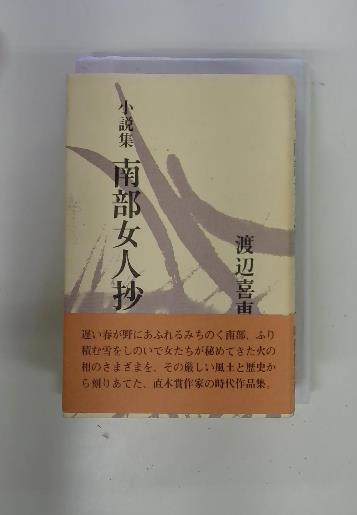 小説集
南部女人抄
渡辺喜恵
遅い春が野にあふれるみちのく南部、ふり
積む雪をしのいで女たちが秘めてきた火の
相のさまざまを、その厳しい風土と歴史か
ら刻りあてた、直木賞作家の時代作品集。